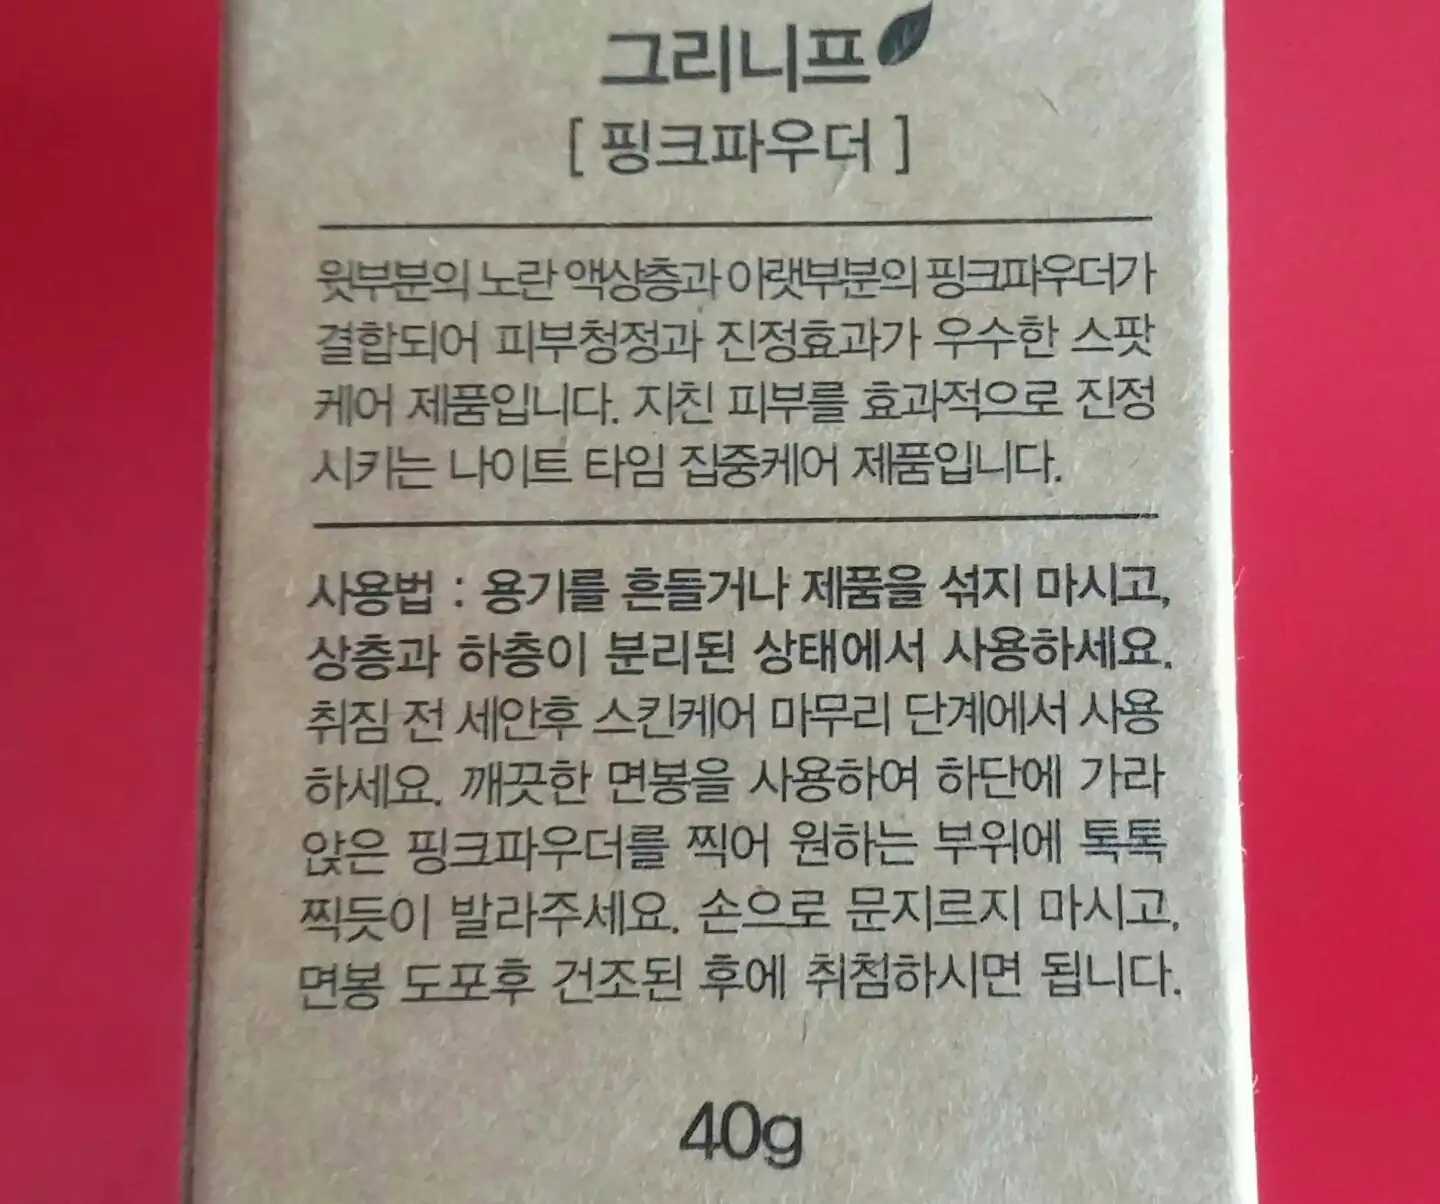 그리니프
[ 핑크파우더 ]
윗부분의 노란 액상층과 아랫부분의 핑크파우더가
결합되어 피부청정과 진정효과가 우수한 스팟
케어 제품입니다. 지친 피부를 효과적으로 진정
시키는 나이트 타임 집중케어 제품입니다.
사용법 : 용기를 흔들거나 제품을 섞지 마시고,
상층과 하층이 분리된 상태에서 사용하세요.
취짐 전 세안후 스킨케어 마무리 단계에서 사용
하세요. 깨끗한 면봉을 사용하여 하단에 가라
앉은 핑크파우더를 찍어 원하는 부위에 톡톡
찍듯이 발라주세요. 손으로 문지르지 마시고,
면봉 도포후 건조된 후에 취침하시면 됩니다.
40g